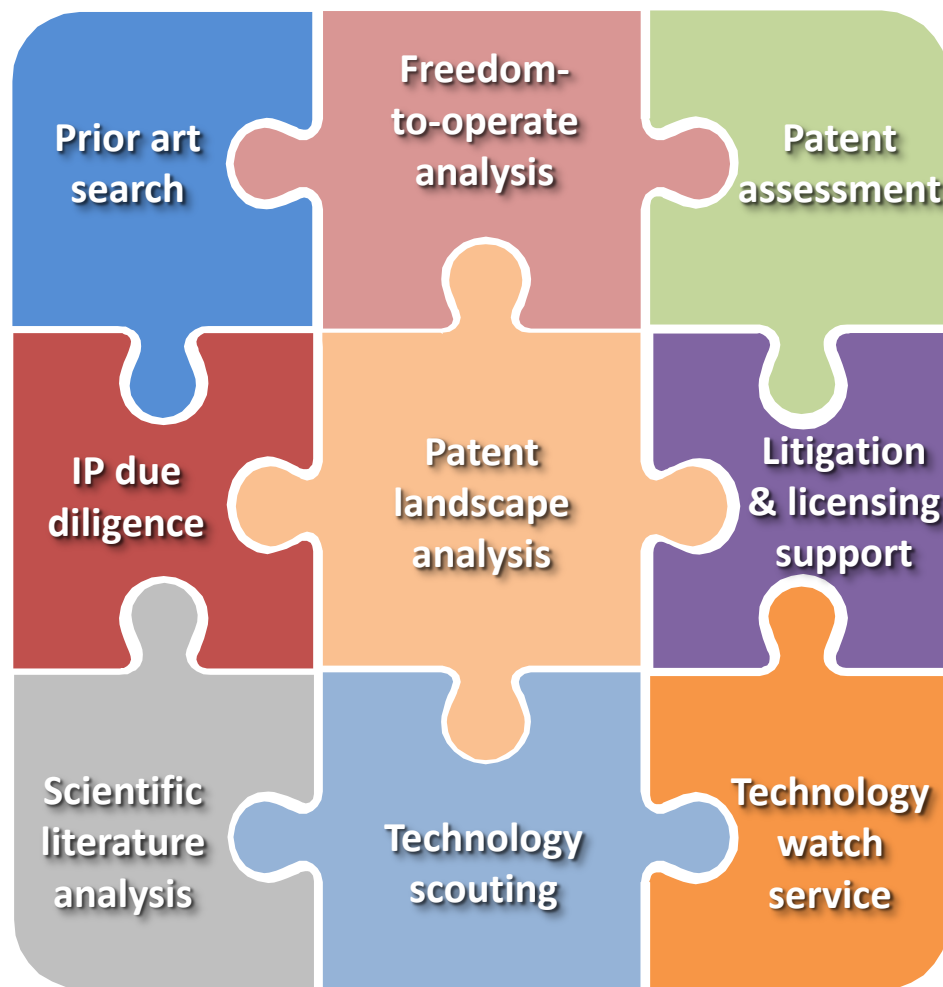 Prior art
search
Freedom-
to-operate
analysis
Patent
assessment
IP due
diligence
Patent
landscape
analysis
Litigation
& licensing
support
Scientific
literature
analysis
Technology
scouting
Technology
watch
service